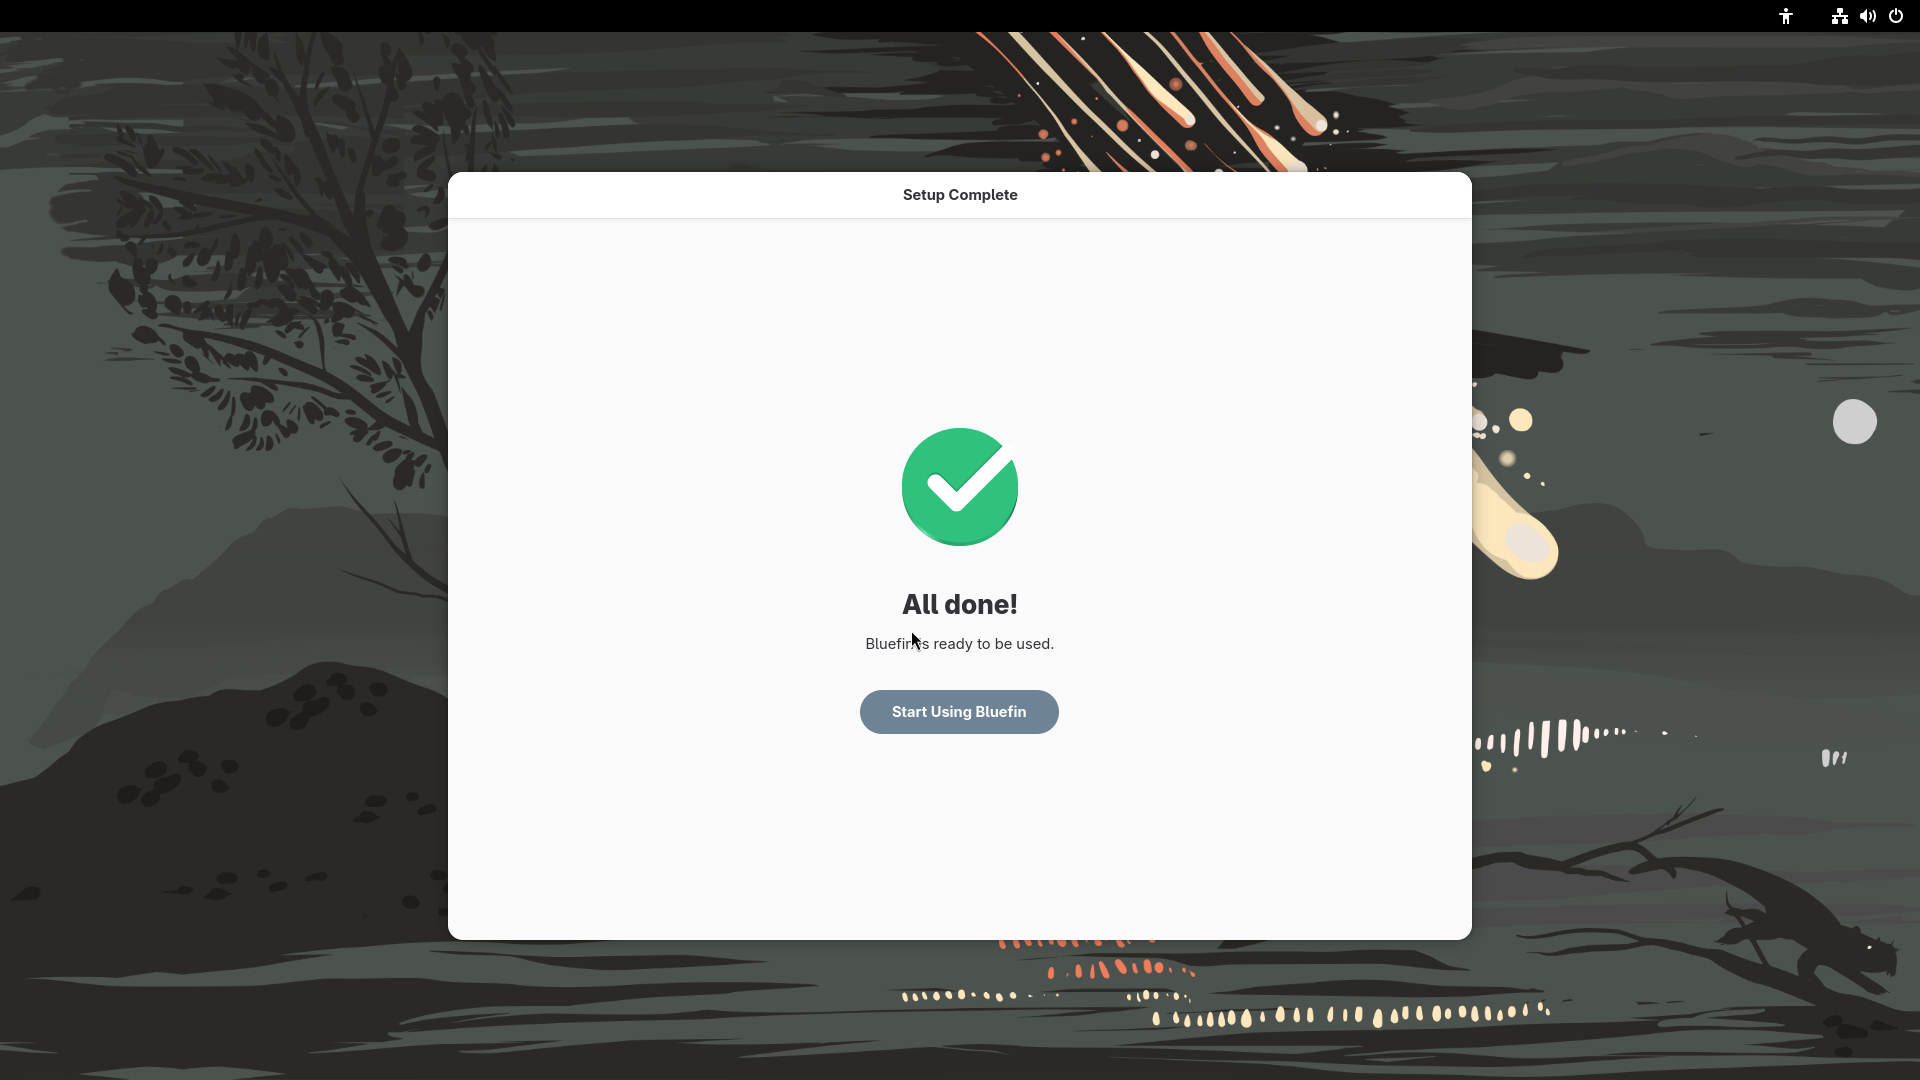 Setup Complete
All done!
Bluefin is ready to be used.
Start Using Bluefin